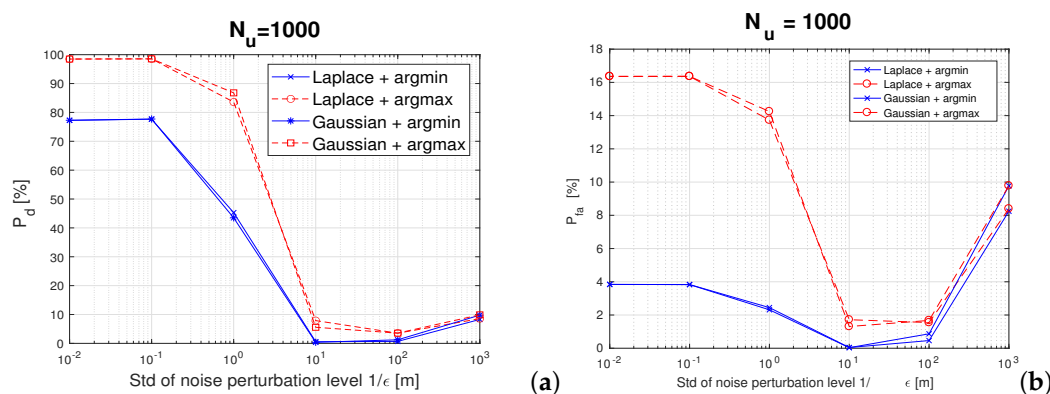 N_u=1000
P_d [%]
100
90
80
70
60
50
40
30
20
10
0
Laplace + argmin
Laplace + argmax
Gaussian + argmin
Gaussian + argmax
10^-2 10^-1 10^0 10^1 10^2 10^3
Std of noise perturbation level 1/ϵ [m]
(a)
N_u = 1000
P_fa [%]
18
16
14
12
10
8
6
4
2
0
Laplace + argmin
Laplace + argmax
Gaussian + argmin
Gaussian + argmax
10^-2 10^-1 10^0 10^1 10^2 10^3
Std of noise perturbation level 1/ ϵ [m]
(b)